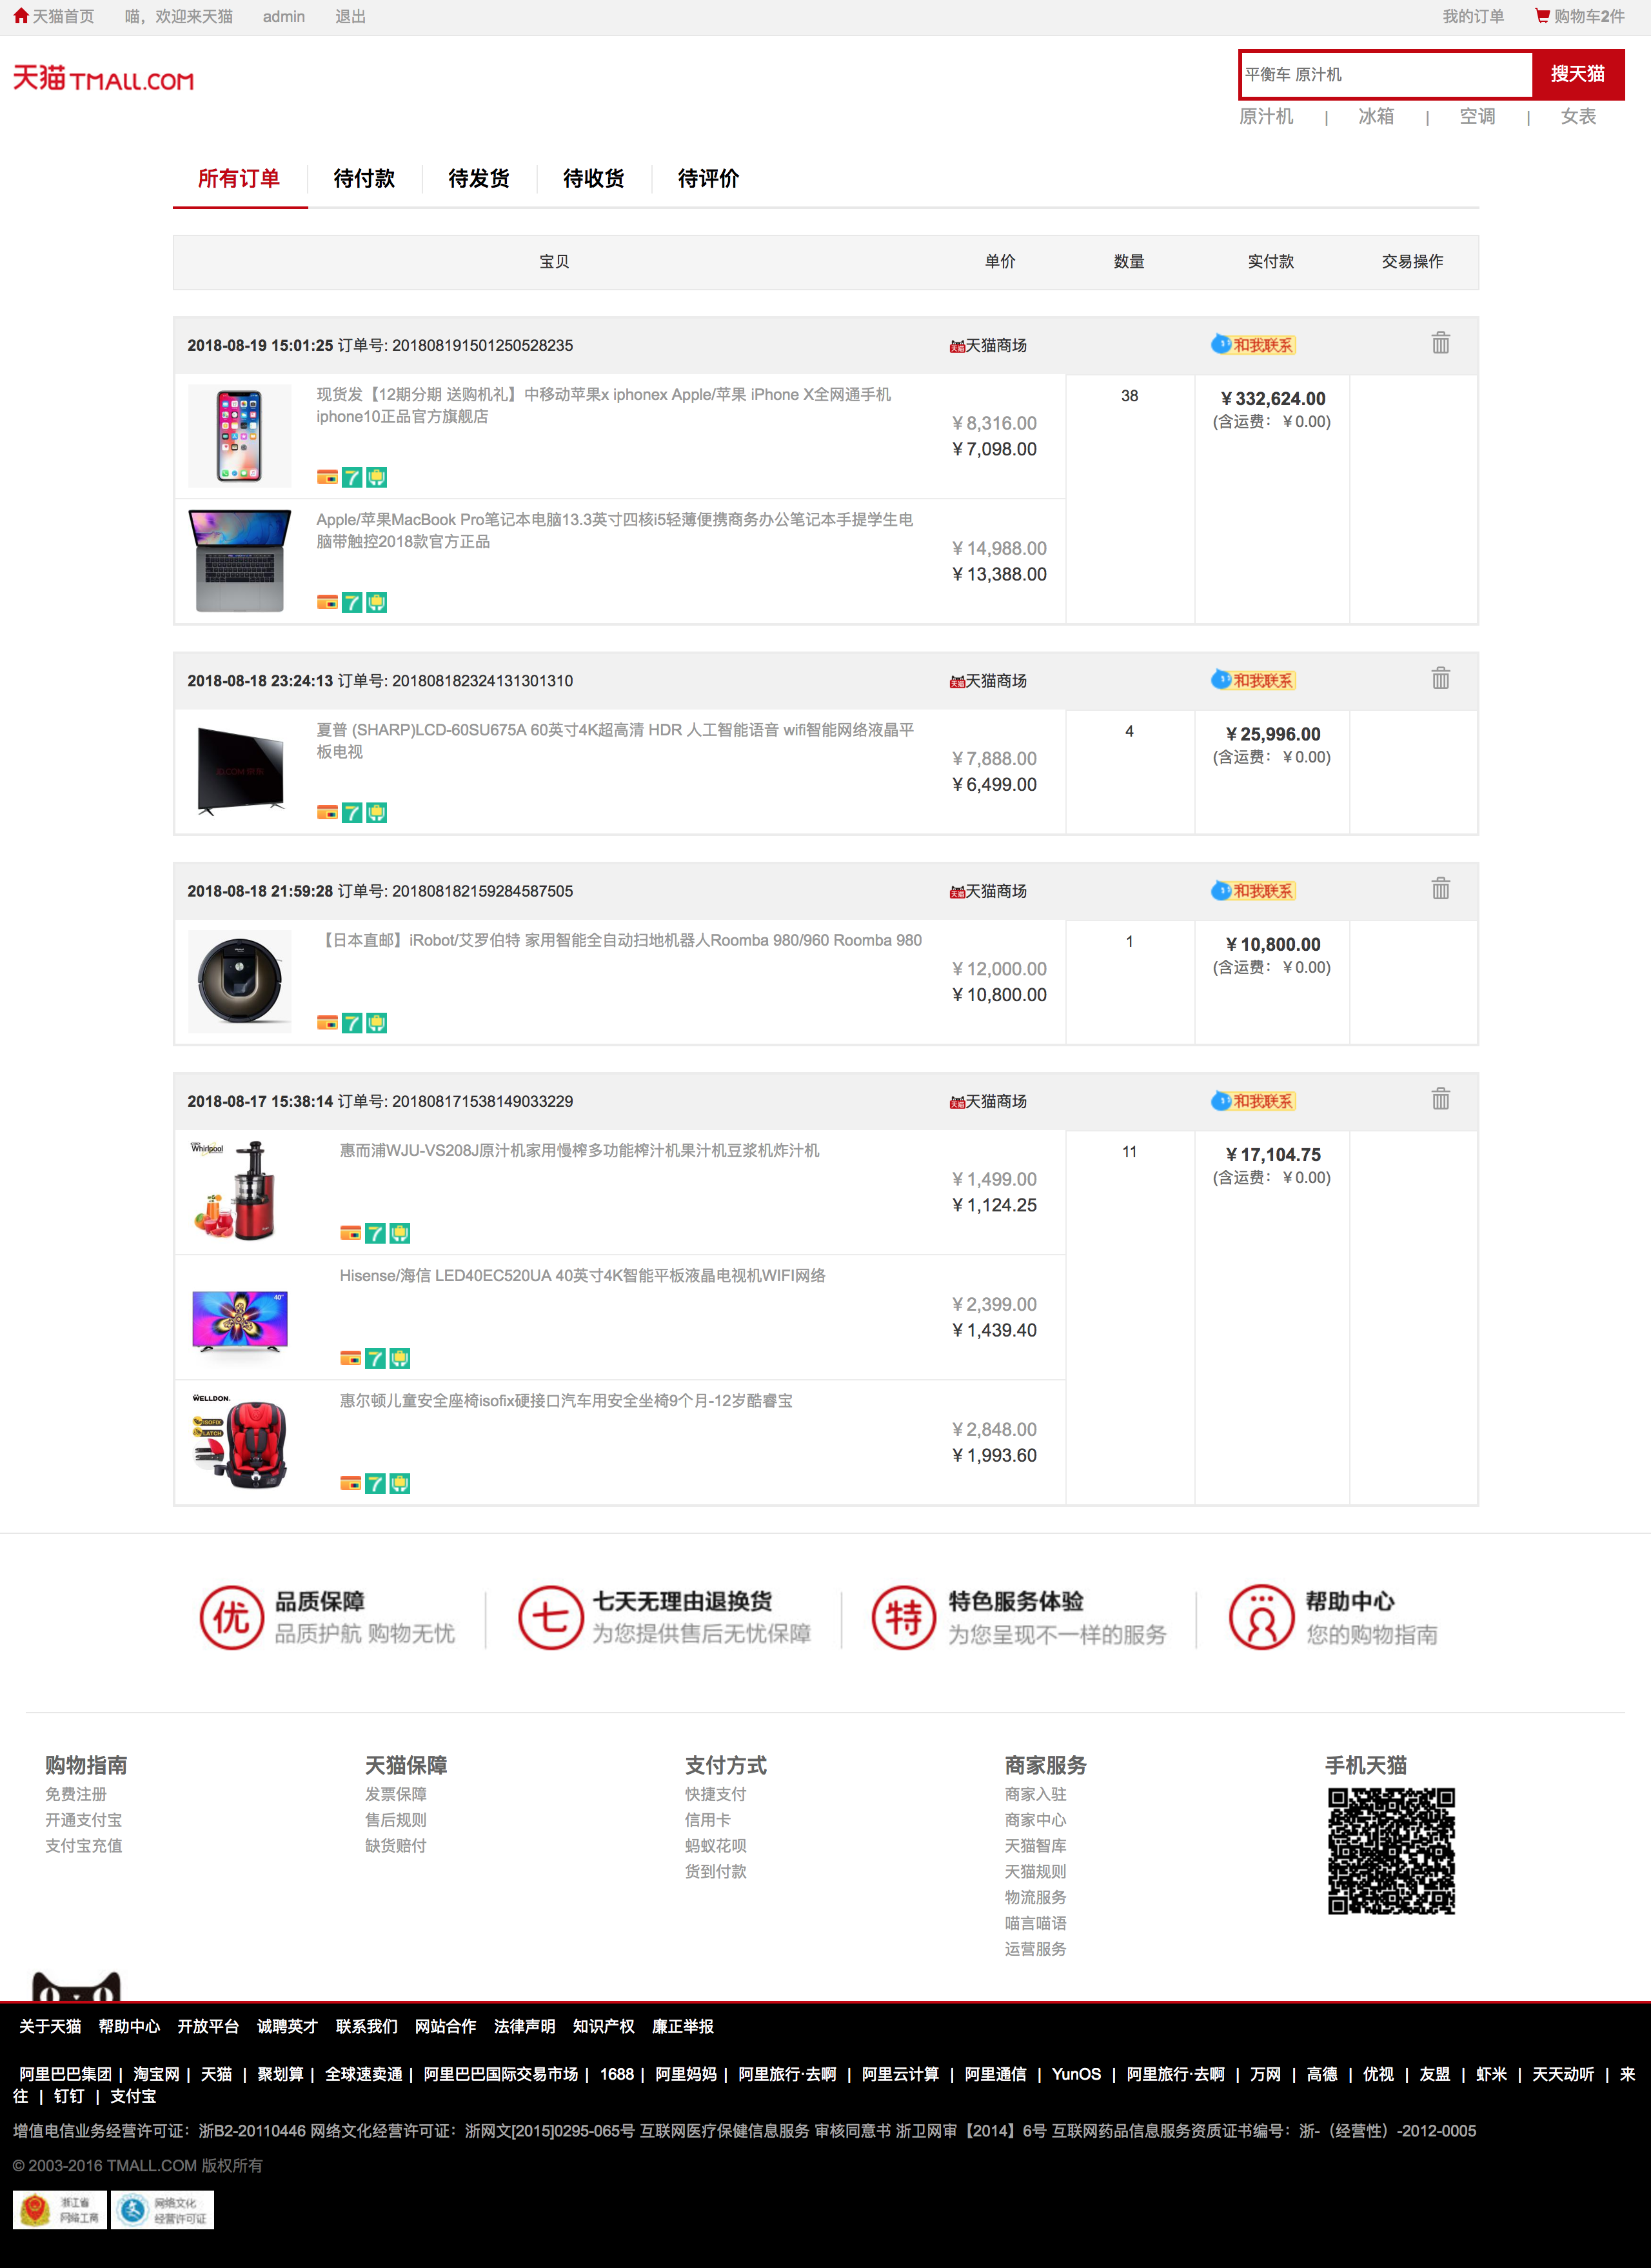 天猫首页 喵，欢迎来天猫 admin 退出 我的订单 购物车2件
天猫 TMALL.COM
平衡车 原汁机 搜天猫
原汁机 | 冰箱 | 空调 | 女表
所有订单 待付款 待发货 待收货 待评价
宝贝 单价 数量 实付款 交易操作
2018-08-19 15:01:25 订单号: 201808191501250528235 天猫 天猫商场 和我联系
现货发【12期分期 送购机礼】中移动苹果x iphonex Apple/苹果 iPhone X全网通手机
iphone10正品官方旗舰店
￥8,316.00
￥7,098.00
7
38
￥332,624.00
(含运费：￥0.00)
Apple/苹果MacBook Pro笔记本电脑13.3英寸四核i5轻薄便携商务办公笔记本手提学生电
脑带触控2018款官方正品
￥14,988.00
￥13,388.00
7
2018-08-18 23:24:13 订单号: 201808182324131301310 天猫 天猫商场 和我联系
夏普 (SHARP)LCD-60SU675A 60英寸4K超高清 HDR 人工智能语音 wifi智能网络液晶平
板电视
￥7,888.00
￥6,499.00
7
4
￥25,996.00
(含运费：￥0.00)
2018-08-18 21:59:28 订单号: 201808182159284587505 天猫 天猫商场 和我联系
【日本直邮】iRobot/艾罗伯特 家用智能全自动扫地机器人Roomba 980/960 Roomba 980
￥12,000.00
￥10,800.00
7
1
￥10,800.00
(含运费：￥0.00)
2018-08-17 15:38:14 订单号: 201808171538149033229 天猫 天猫商场 和我联系
Whirlpool
惠而浦WJU-VS208J原汁机家用慢榨多功能榨汁机果汁机豆浆机炸汁机
￥1,499.00
￥1,124.25
7
11
￥17,104.75
(含运费：￥0.00)
Hisense/海信 LED40EC520UA 40英寸4K智能平板液晶电视机WIFI网络
40"
￥2,399.00
￥1,439.40
7
WELLDON.
ISOFIX
LATCH
惠尔顿儿童安全座椅isofix硬接口汽车用安全坐椅9个月-12岁酷睿宝
￥2,848.00
￥1,993.60
7
优 品质保障 七 七天无理由退换货 特 特色服务体验 帮助中心
品质护航 购物无忧 为您提供售后无忧保障 为您呈现不一样的服务 您的购物指南
购物指南
免费注册
开通支付宝
支付宝充值
天猫保障
发票保障
售后规则
缺货赔付
支付方式
快捷支付
信用卡
蚂蚁花呗
货到付款
商家服务
商家入驻
商家中心
天猫智库
天猫规则
物流服务
喵言喵语
运营服务
手机天猫
关于天猫 帮助中心 开放平台 诚聘英才 联系我们 网站合作 法律声明 知识产权 廉正举报
阿里巴巴集团 | 淘宝网 | 天猫 | 聚划算 | 全球速卖通 | 阿里巴巴国际交易市场 | 1688 | 阿里妈妈 | 阿里旅行·去啊 | 阿里云计算 | 阿里通信 | YunOS | 阿里旅行·去啊 | 万网 | 高德 | 优视 | 友盟 | 虾米 | 天天动听 | 来
往 | 钉钉 | 支付宝
增值电信业务经营许可证：浙B2-20110446 网络文化经营许可证：浙网文[2015]0295-065号 互联网医疗保健信息服务 审核同意书 浙卫网审【2014】6号 互联网药品信息服务资质证书编号：浙-（经营性）-2012-0005
© 2003-2016 TMALL.COM 版权所有
浙江省 网络文化
网络工商 经营许可证